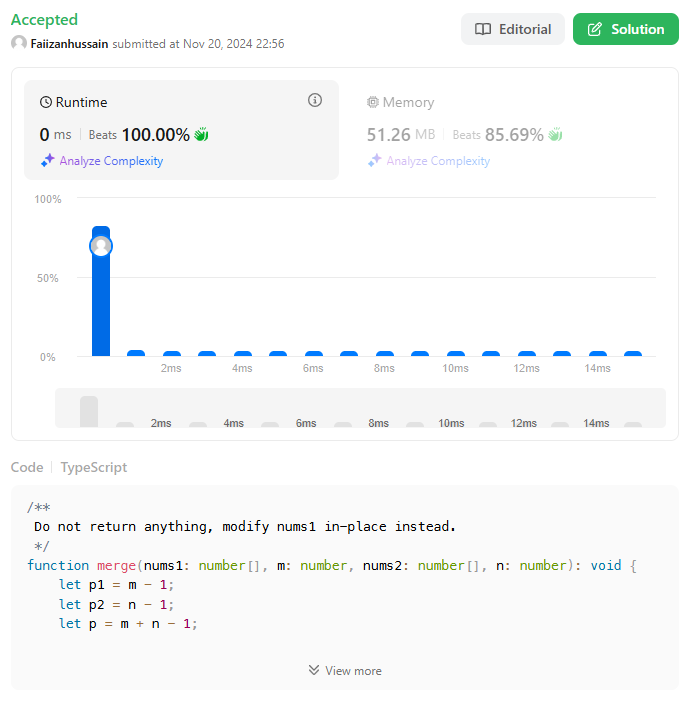 Accepted
Editorial
Solution
Faiizanhussain submitted at Nov 20, 2024 22:56
Runtime
0 ms | Beats 100.00%
Analyze Complexity
Memory
51.26 MB | Beats 85.69%
Analyze Complexity
100%
50%
0%
2ms 4ms 6ms 8ms 10ms 12ms 14ms
2ms 4ms 6ms 8ms 10ms 12ms 14ms
Code | TypeScript
/**
 Do not return anything, modify nums1 in-place instead.
 */
function merge(nums1: number[], m: number, nums2: number[], n: number): void {
    let p1 = m - 1;
    let p2 = n - 1;
    let p = m + n - 1;
View more